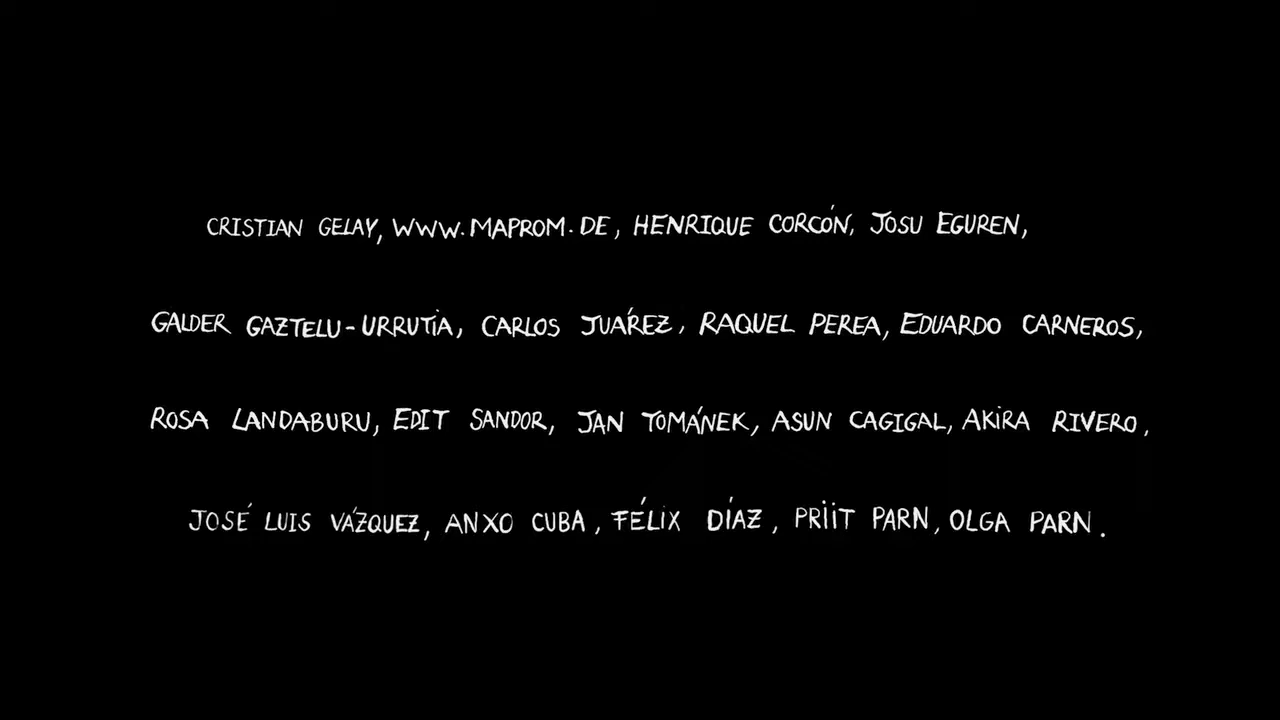 CRISTIAN GELAY, WWW.MAPROM.DE, HENRIQUE CORCÓN, JOSU EGUREN,
GALDER GAZTELU-URRUTIA, CARLOS JUÁREZ, RAQUEL PEREA, EDUARDO CARNEROS,
ROSA LANDABURU, EDIT SANDOR, JAN TOMÁNEK, ASUN CAGIGAL, AKIRA RIVERO,
JOSÉ LUIS VÁZQUEZ, ANXO CUBA, FÉLIX DÍAZ, PRIIT PARN, OLGA PARN.